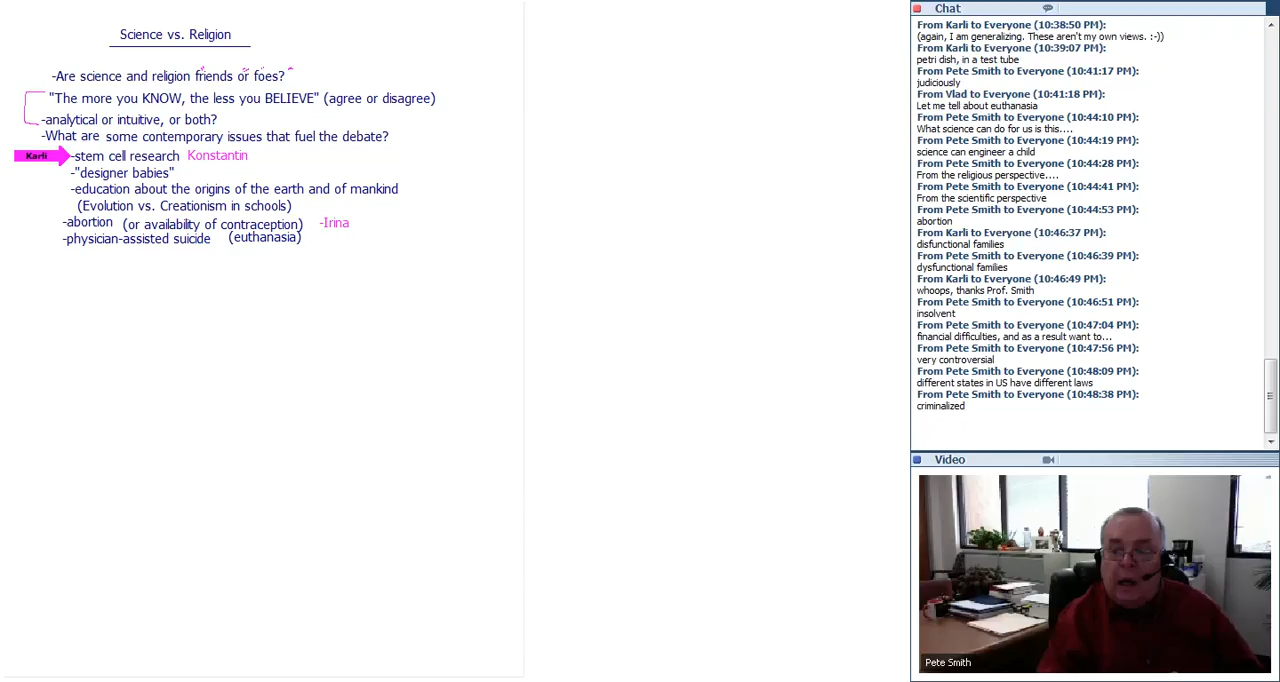 Science vs. Religion
-Are science and religion friends or foes?
"The more you KNOW, the less you BELIEVE" (agree or disagree)
-analytical or intuitive, or both?
-What are some contemporary issues that fuel the debate?
Karli
-stem cell research Konstantin
-"designer babies"
-education about the origins of the earth and of mankind
(Evolution vs. Creationism in schools)
-abortion (or availability of contraception) -Irina
-physician-assisted suicide (euthanasia)
Chat
From Karli to Everyone (10:38:50 PM):
(again, I am generalizing. These aren't my own views. :-))
From Karli to Everyone (10:39:07 PM):
petri dish, in a test tube
From Pete Smith to Everyone (10:41:17 PM):
judiciously
From Vlad to Everyone (10:41:18 PM):
Let me tell about euthanasia
From Pete Smith to Everyone (10:44:10 PM):
What science can do for us is this....
From Pete Smith to Everyone (10:44:19 PM):
science can engineer a child
From Pete Smith to Everyone (10:44:28 PM):
From the religious perspective....
From Pete Smith to Everyone (10:44:41 PM):
From the scientific perspective
From Pete Smith to Everyone (10:44:53 PM):
abortion
From Karli to Everyone (10:46:37 PM):
disfunctional families
From Pete Smith to Everyone (10:46:39 PM):
dysfunctional families
From Karli to Everyone (10:46:49 PM):
whoops, thanks Prof. Smith
From Pete Smith to Everyone (10:46:51 PM):
insolvent
From Pete Smith to Everyone (10:47:04 PM):
financial difficulties, and as a result want to...
From Pete Smith to Everyone (10:47:56 PM):
very controversial
From Pete Smith to Everyone (10:48:09 PM):
different states in US have different laws
From Pete Smith to Everyone (10:48:38 PM):
criminalized
Video
Pete Smith